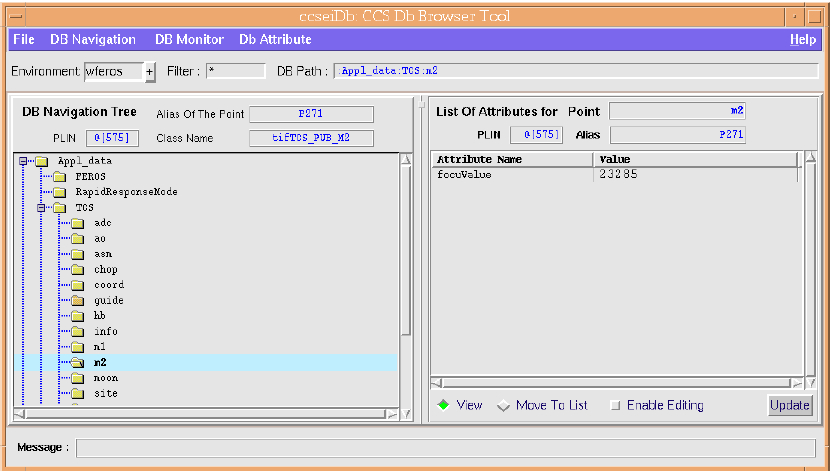 ccseiDb: CCS Db Browser Tool
File DB Navigation DB Monitor Db Attribute Help
Environment: wferos + Filter : * DB Path : :Appl_data:TCS:m2
DB Navigation Tree Alias Of The Point P271
PLIN @[575] Class Name tifTCS_PUB_M2
Appl_data
FEROS
RapidResponseMode
TCS
adc
ao
asm
chop
coord
guide
hb
info
m1
m2
moon
site
List Of Attributes for Point m2
PLIN @[575] Alias P271
Attribute Name Value
focuValue 23285
View Move To List Enable Editing Update
Message :